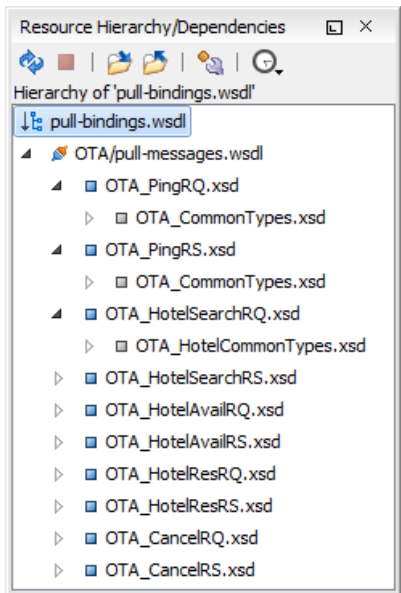 Resource Hierarchy/Dependencies
Hierarchy of 'pull-bindings.wsdl'
pull-bindings.wsdl
OTA/pull-messages.wsdl
OTA_PingRQ.xsd
OTA_CommonTypes.xsd
OTA_PingRS.xsd
OTA_CommonTypes.xsd
OTA_HotelSearchRQ.xsd
OTA_HotelCommonTypes.xsd
OTA_HotelSearchRS.xsd
OTA_HotelAvailRQ.xsd
OTA_HotelAvailRS.xsd
OTA_HotelResRQ.xsd
OTA_HotelResRS.xsd
OTA_CancelRQ.xsd
OTA_CancelRS.xsd